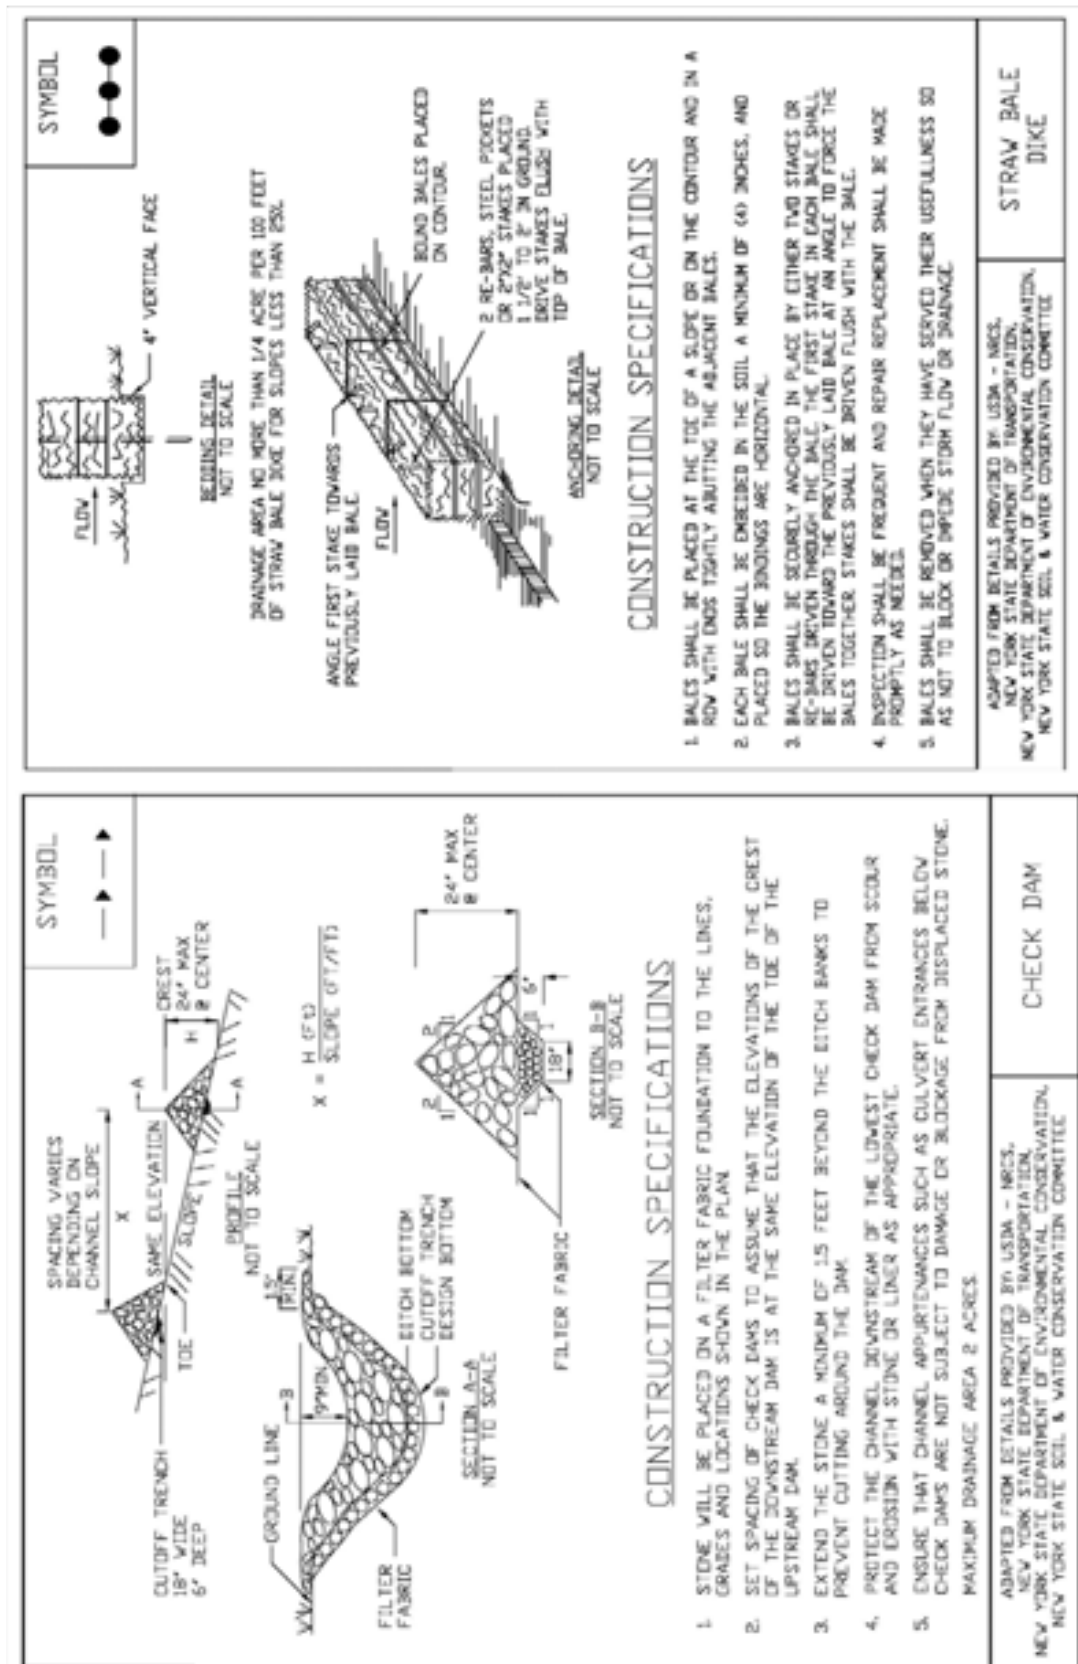 SYMBOL
SPACING VARIES
DEPENDING ON
CHANNEL SLOPE
X
CREST
24" MAX
@ CENTER
H
A
A
SAME ELEVATION
SLOPE
TOE
PROFILE
NOT TO SCALE
CUTOFF TRENCH
18" WIDE
6" DEEP
X = H (Ft)
SLOPE (FT/FT)
GROUND LINE
B
9"MIN
1.5'
MIN
FILTER
FABRIC
DITCH BOTTOM
CUTOFF TRENCH
DESIGN BOTTOM
B
SECTION A-A
NOT TO SCALE
24" MAX
@ CENTER
2
1
2
1
18"
6"
1
1
1
1
FILTER FABRIC
SECTION B-B
NOT TO SCALE
CONSTRUCTION SPECIFICATIONS
1. STONE WILL BE PLACED ON A FILTER FABRIC FOUNDATION TO THE LINES,
GRADES AND LOCATIONS SHOWN IN THE PLAN.
2. SET SPACING OF CHECK DAMS TO ASSUME THAT THE ELEVATIONS OF THE CREST
OF THE DOWNSTREAM DAM IS AT THE SAME ELEVATION OF THE TOE OF THE
UPSTREAM DAM.
3. EXTEND THE STONE A MINIMUM OF 1.5 FEET BEYOND THE DITCH BANKS TO
PREVENT CUTTING AROUND THE DAM.
4. PROTECT THE CHANNEL DOWNSTREAM OF THE LOWEST CHECK DAM FROM SCOUR
AND EROSION WITH STONE OR LINER AS APPROPRIATE.
5. ENSURE THAT CHANNEL APPURTENANCES SUCH AS CULVERT ENTRANCES BELOW
CHECK DAMS ARE NOT SUBJECT TO DAMAGE OR BLOCKAGE FROM DISPLACED STONE.
MAXIMUM DRAINAGE AREA 2 ACRES.
ADAPTED FROM DETAILS PROVIDED BY: USDA - NRCS,
NEW YORK STATE DEPARTMENT OF TRANSPORTATION,
NEW YORK STATE DEPARTMENT OF ENVIRONMENTAL CONSERVATION,
NEW YORK STATE SOIL & WATER CONSERVATION COMMITTEE
CHECK DAM
SYMBOL
FLOW
4" VERTICAL FACE
BEDDING DETAIL
NOT TO SCALE
DRAINAGE AREA NO MORE THAN 1/4 ACRE PER 100 FEET
OF STRAW BALE DIKE FOR SLOPES LESS THAN 25%.
ANGLE FIRST STAKE TOWARDS
PREVIOUSLY LAID BALE.
FLOW
BOUND BALES PLACED
ON CONTOUR.
2 RE-BARS, STEEL PICKETS
OR 2"X2" STAKES PLACED
1 1/2' TO 2' IN GROUND.
DRIVE STAKES FLUSH WITH
TOP OF BALE.
ANCHORING DETAIL
NOT TO SCALE
CONSTRUCTION SPECIFICATIONS
1. BALES SHALL BE PLACED AT THE TOE OF A SLOPE OR ON THE CONTOUR AND IN A
ROW WITH ENDS TIGHTLY ABUTTING THE ADJACENT BALES.
2. EACH BALE SHALL BE EMBEDED IN THE SOIL A MINIMUM OF (4) INCHES, AND
PLACED SO THE BINDINGS ARE HORIZONTAL.
3. BALES SHALL BE SECURELY ANCHORED IN PLACE BY EITHER TWO STAKES OR
RE-BARS DRIVEN THROUGH THE BALE. THE FIRST STAKE IN EACH BALE SHALL
BE DRIVEN TOWARD THE PREVIOUSLY LAID BALE AT AN ANGLE TO FORCE THE
BALES TOGETHER. STAKES SHALL BE DRIVEN FLUSH WITH THE BALE.
4. INSPECTION SHALL BE FREQUENT AND REPAIR REPLACEMENT SHALL BE MADE
PROMPTLY AS NEEDED.
5. BALES SHALL BE REMOVED WHEN THEY HAVE SERVED THEIR USEFULLNESS SO
AS NOT TO BLOCK OR IMPEDE STORM FLOW OR DRAINAGE.
ADAPTED FROM DETAILS PROVIDED BY: USDA - NRCS,
NEW YORK STATE DEPARTMENT OF TRANSPORTATION,
NEW YORK STATE DEPARTMENT OF ENVIRONMENTAL CONSERVATION,
NEW YORK STATE SOIL & WATER CONSERVATION COMMITTEE
STRAW BALE
DIKE